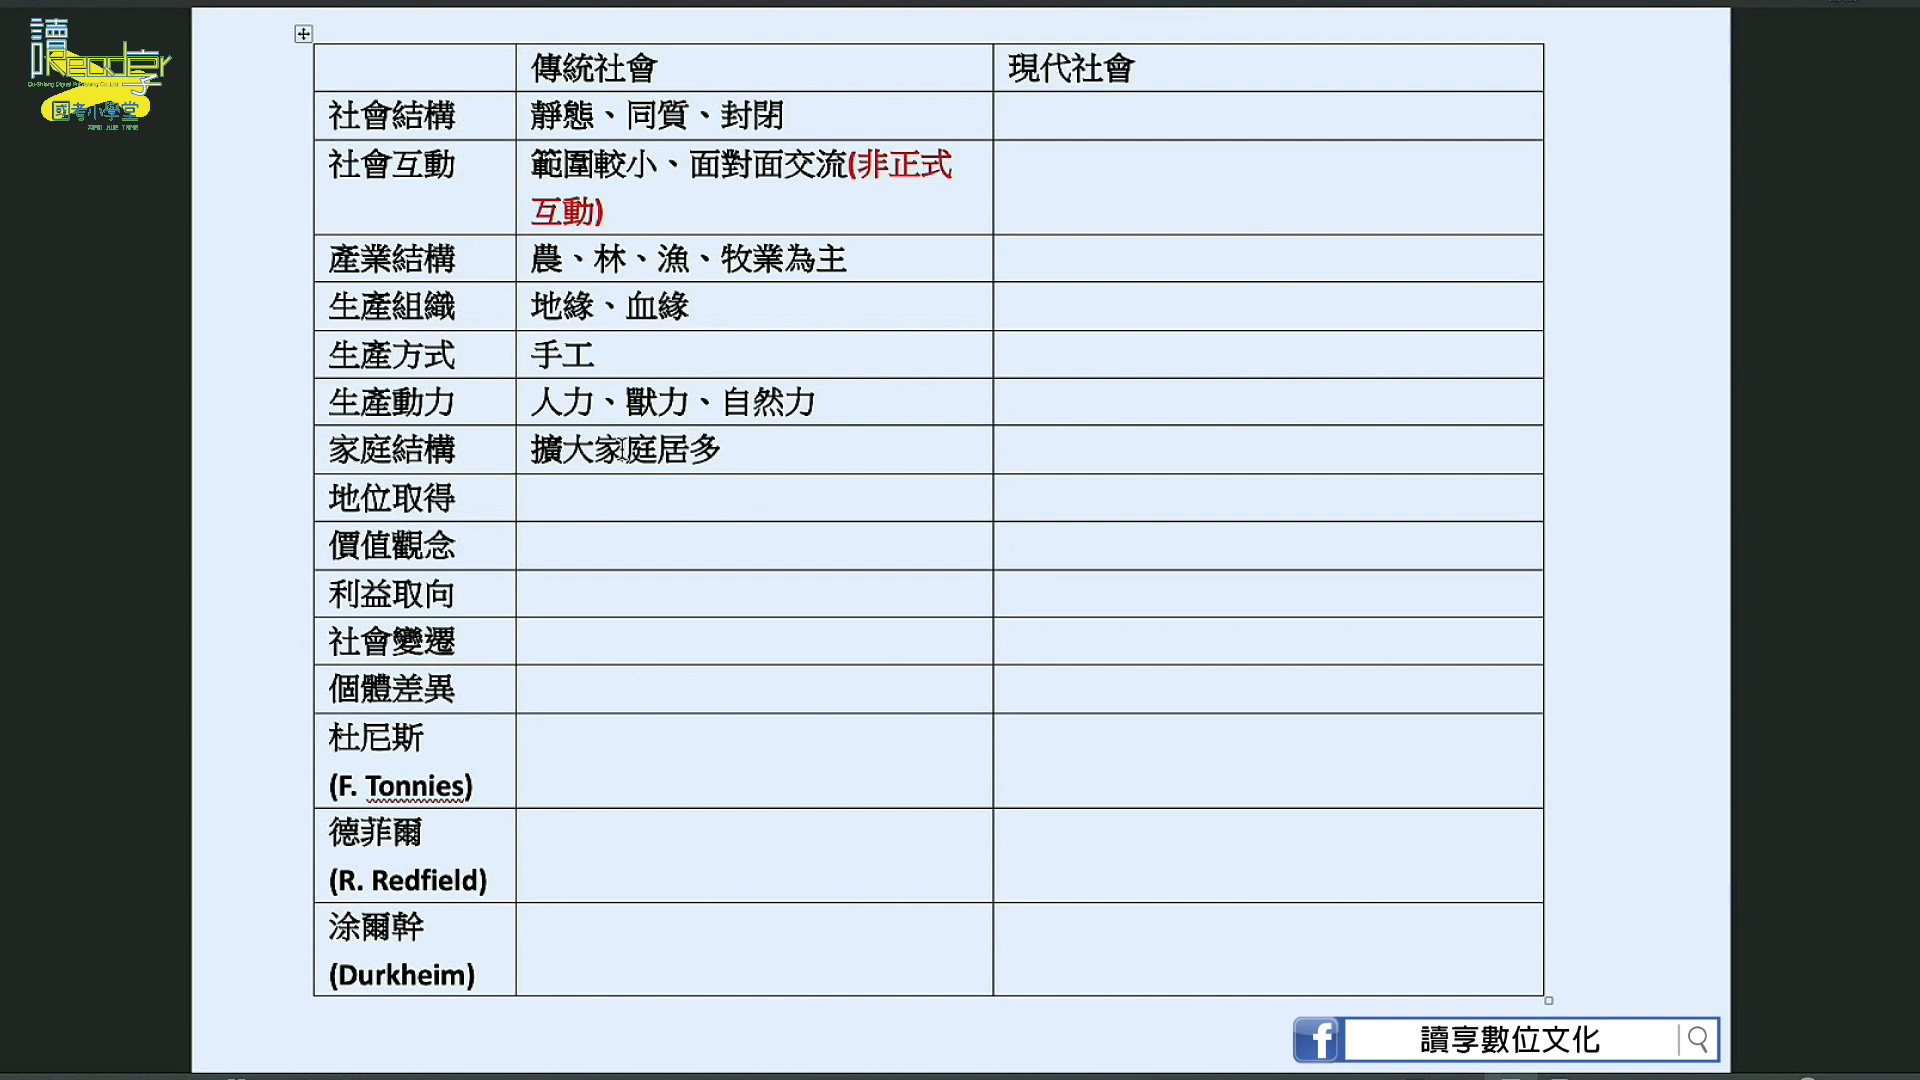 讀享
Reader
國考小學堂
XIAO XUE TANG
傳統社會 現代社會
社會結構 靜態、同質、封閉
社會互動 範圍較小、面對面交流(非正式
互動)
產業結構 農、林、漁、牧業為主
生產組織 地緣、血緣
生產方式 手工
生產動力 人力、獸力、自然力
家庭結構 擴大家庭居多
地位取得
價值觀念
利益取向
社會變遷
個體差異
杜尼斯
(F. Tonnies)
德菲爾
(R. Redfield)
涂爾幹
(Durkheim)
讀享數位文化